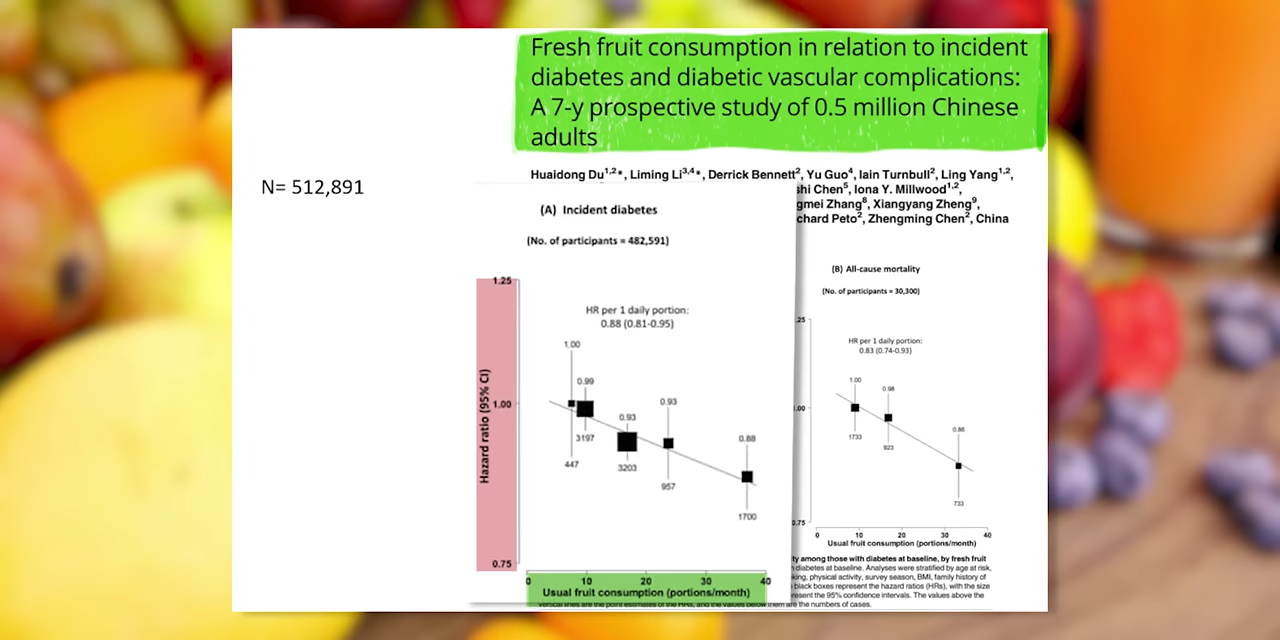 Fresh fruit consumption in relation to incident
diabetes and diabetic vascular complications:
A 7-y prospective study of 0.5 million Chinese
adults
N= 512,891
Huaidong Du1,2*, Liming Li3,4*, Derrick Bennett2, Yu Guo4, Iain Turnbull2, Ling Yang1,2,
shi Chen5, Iona Y. Millwood1,2,
gmei Zhang8, Xiangyang Zheng9,
chard Peto2, Zhengming Chen2, China
(A) Incident diabetes
(No. of participants = 482,591)
1.25
HR per 1 daily portion:
0.88 (0.81-0.95)
1.00
0.99
0.93
0.93
0.88
Hazard ratio (95% CI)
1.00
3197
447
3203
957
1700
0.75
0 10 20 30 40
Usual fruit consumption (portions/month)
(B) All-cause mortality
(No. of participants = 30,300)
.25
HR per 1 daily portion:
0.83 (0.74-0.93)
1.00
0.98
0.86
.00
1733
923
733
0.75
0 10 20 30 40
Usual fruit consumption (portions/month)
ty among those with diabetes at baseline, by fresh fruit
diabetes at baseline. Analyses were stratified by age at risk,
king, physical activity, survey season, BMI, family history of
black boxes represent the hazard ratios (HRs), with the size
resent the 95% confidence intervals. The values above the
vertical lines are the point estimates of the HRs, and the values below them are the numbers of cases.